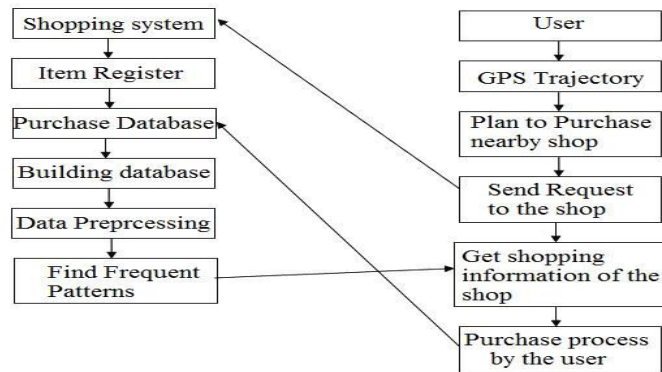 Shopping system
Item Register
Purchase Database
Building database
Data Preprcessing
Find Frequent
Patterns
User
GPS Trajectory
Plan to Purchase
nearby shop
Send Request
to the shop
Get shopping
information of the
shop
Purchase process
by the user